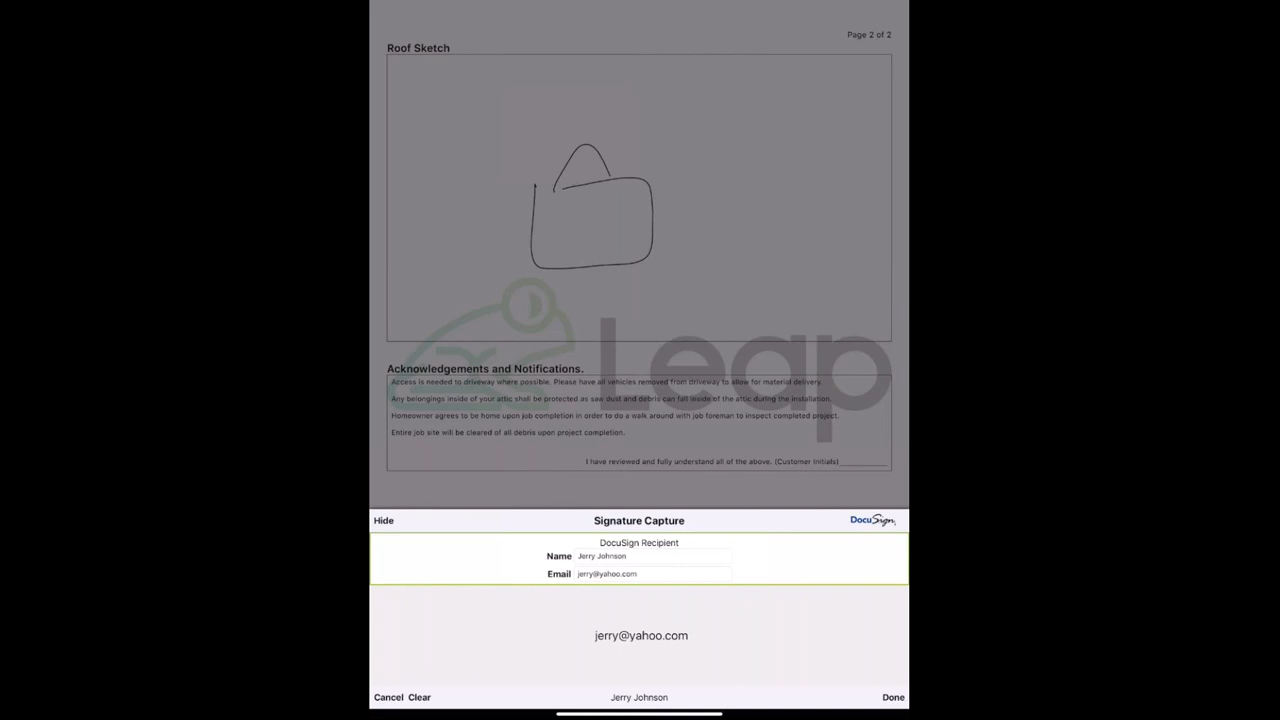 Page 2 of 2
Roof Sketch
Leap
Acknowledgements and Notifications.
Access is needed to driveway where possible. Please have all vehicles removed from driveway to allow for material delivery.
Any belongings inside of your attic shall be protected as saw dust and debris can fall inside of the attic during the installation.
Homeowner agrees to be home upon job completion in order to do a walk around with job foreman to inspect completed project.
Entire job site will be cleared of all debris upon project completion.
I have reviewed and fully understand all of the above. (Customer Initials)
Hide Signature Capture DocuSign
DocuSign Recipient
Name Jerry Johnson
Email jerry@yahoo.com
jerry@yahoo.com
Cancel Clear Jerry Johnson Done